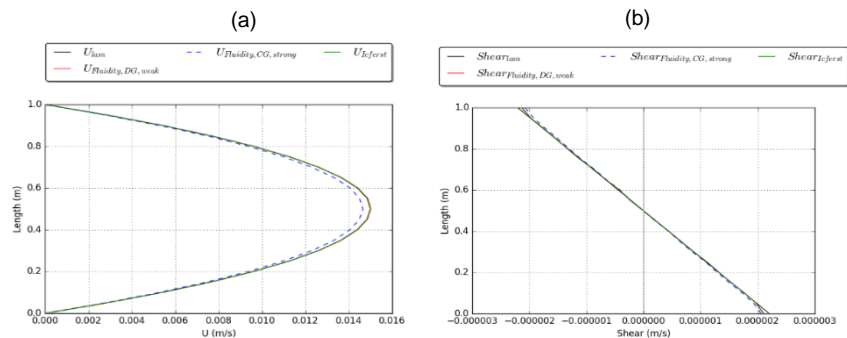 (a)
U_lam U_Fluidity,CG,strong U_Icferst
U_Fluidity,DG,weak
1.0
0.8
0.6
0.4
0.2
0.0
Length (m)
0.000 0.002 0.004 0.006 0.008 0.010 0.012 0.014 0.016
U (m/s)
(b)
Shear_lam Shear_Fluidity,CG,strong Shear_Icferst
Shear_Fluidity,DG,weak
1.0
0.8
0.6
0.4
0.2
0.0
Length (m)
−0.000003 −0.000002 −0.000001 0.000000 0.000001 0.000002 0.000003
Shear (m/s)